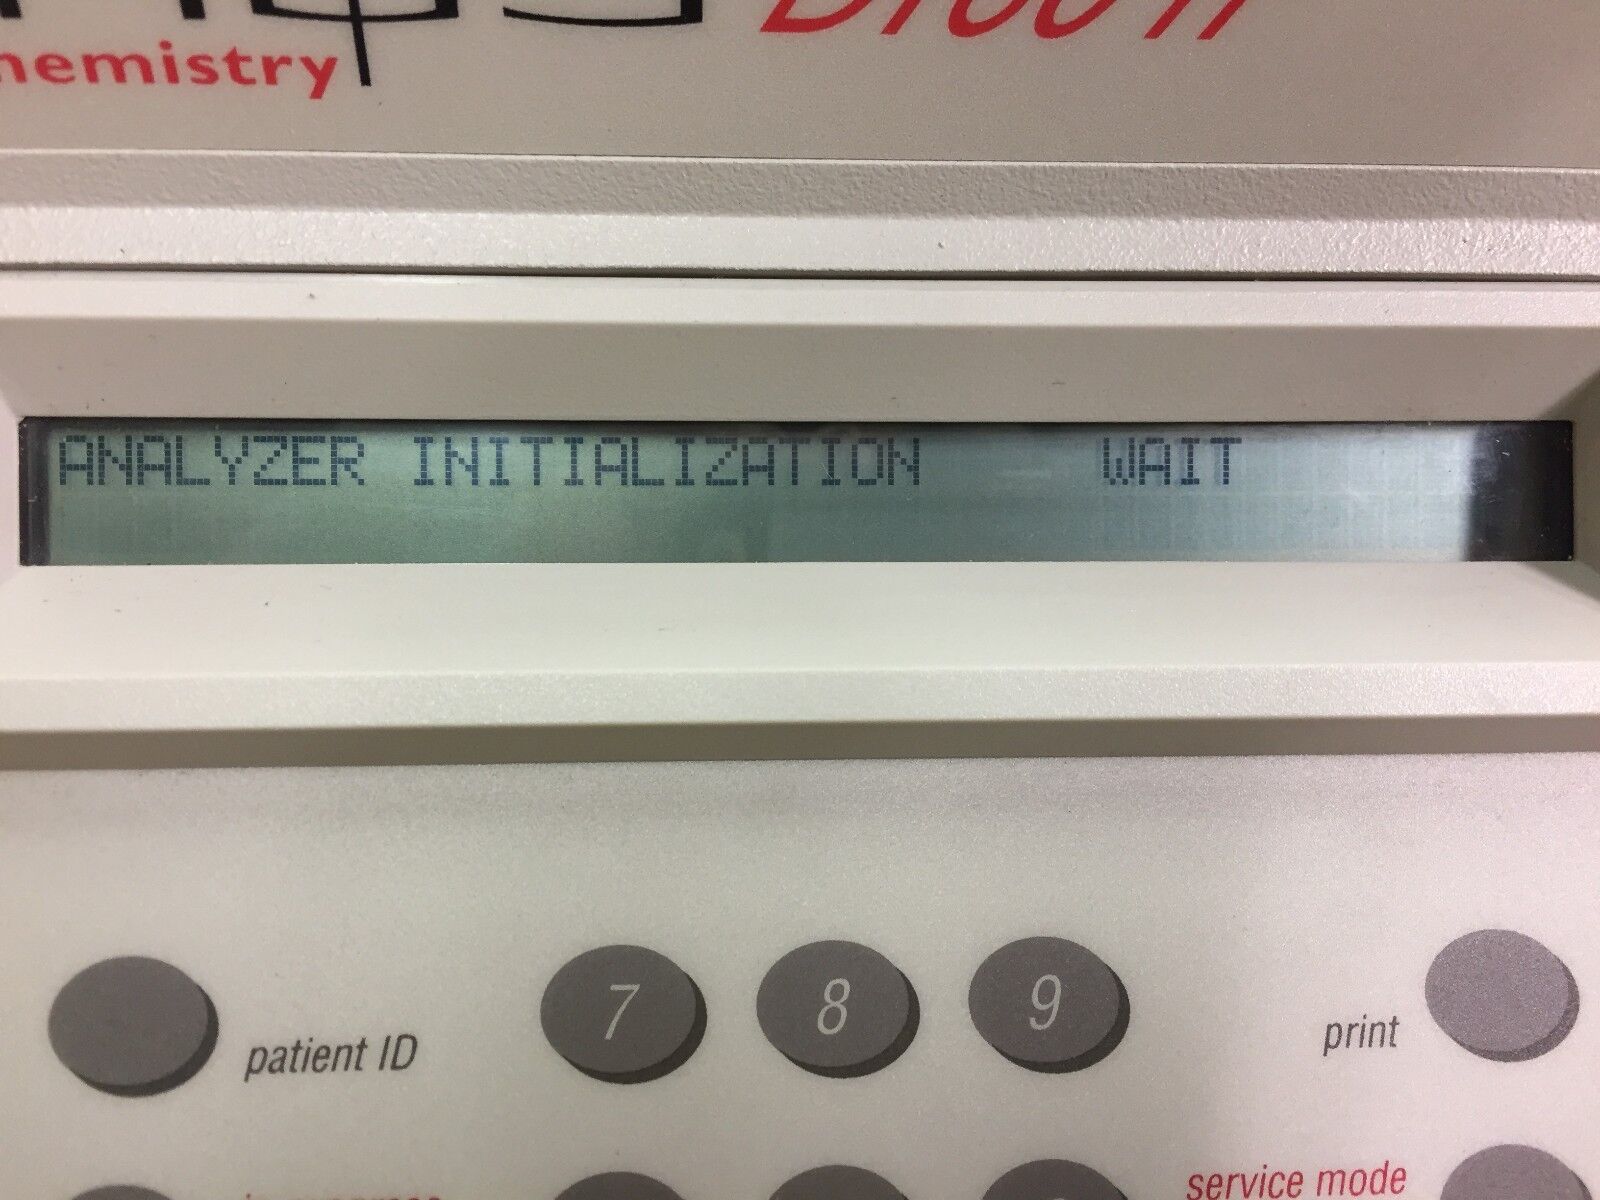 hemistry
ANALYZER INITIALIZATION WAIT
7 8 9
patient ID
print
service mode